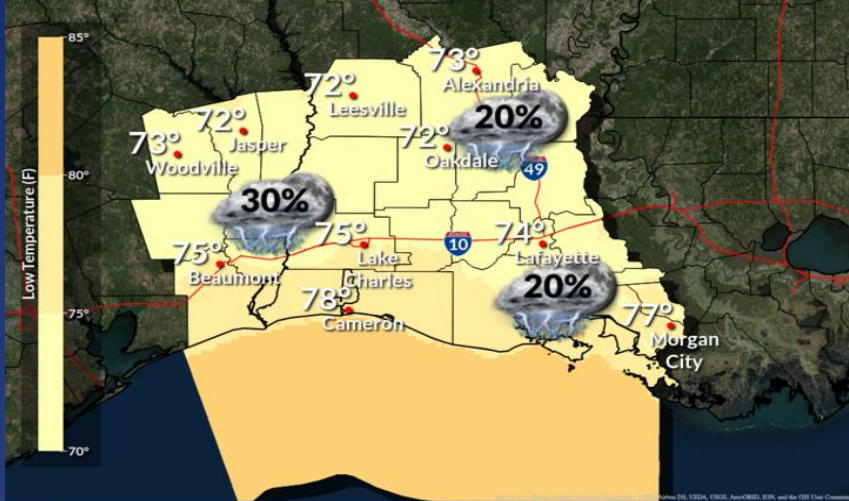 85°
80°
75°
70°
Low Temperature (F)
73°
Alexandria
72°
Leesville
20%
72°
Jasper
73°
Woodville
72°
Oakdale
49
30%
75°
Beaumont
75°
Lake
Charles
10
74°
Lafayette
78°
Cameron
20%
77°
Morgan
City